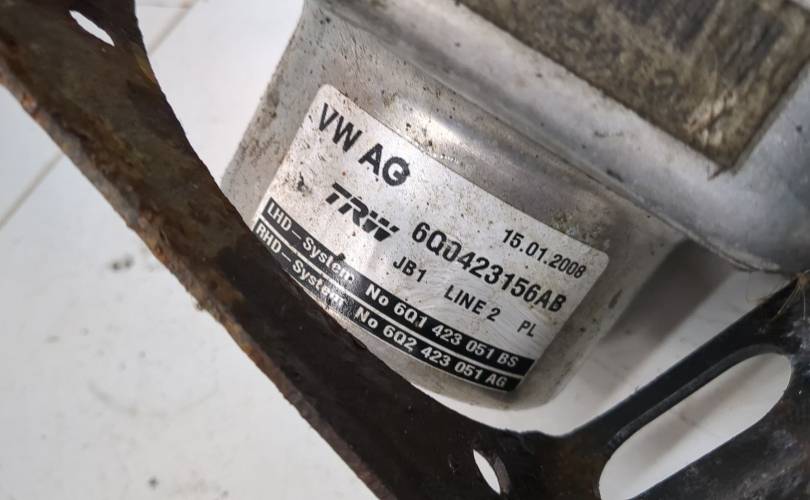 VW AG
15.01.2008
TRW 6Q0423156AB
JB1 LINE 2 PL
LHD-System No 6Q1 423 051 BS
RHD-System No 6Q2 423 051 AG